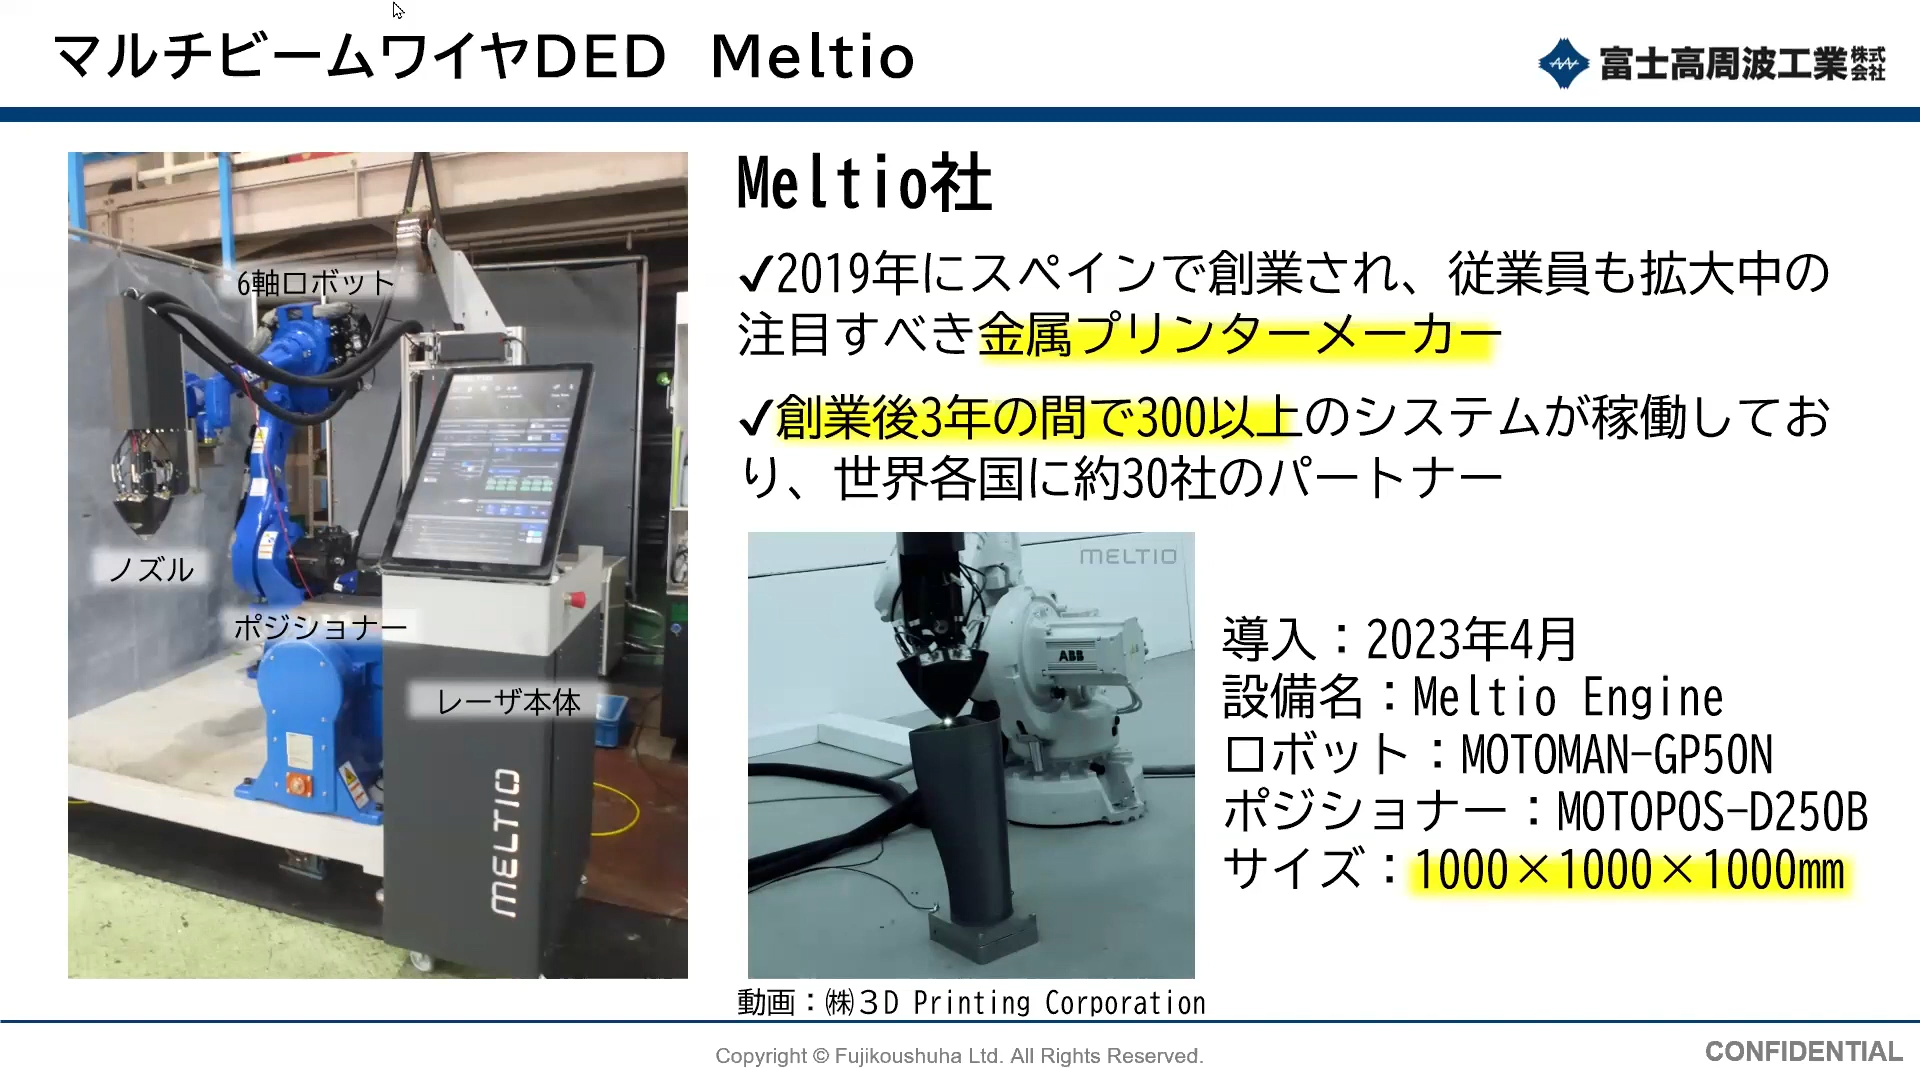 マルチビームワイヤDED Meltio
富士高周波工業株式会社
Meltio社
✓2019年にスペインで創業され、従業員も拡大中の
注目すべき金属プリンターメーカー
✓創業後3年の間で300以上のシステムが稼働してお
り、世界各国に約30社のパートナー
6軸ロボット
ノズル
ポジショナー
レーザ本体
MELTIO
MELTIO
ABB
導入：2023年4月
設備名：Meltio Engine
ロボット：MOTOMAN-GP50N
ポジショナー：MOTOPOS-D250B
サイズ：1000×1000×1000mm
動画：㈱３D Printing Corporation
Copyright © Fujikoushuha Ltd. All Rights Reserved.
CONFIDENTIAL